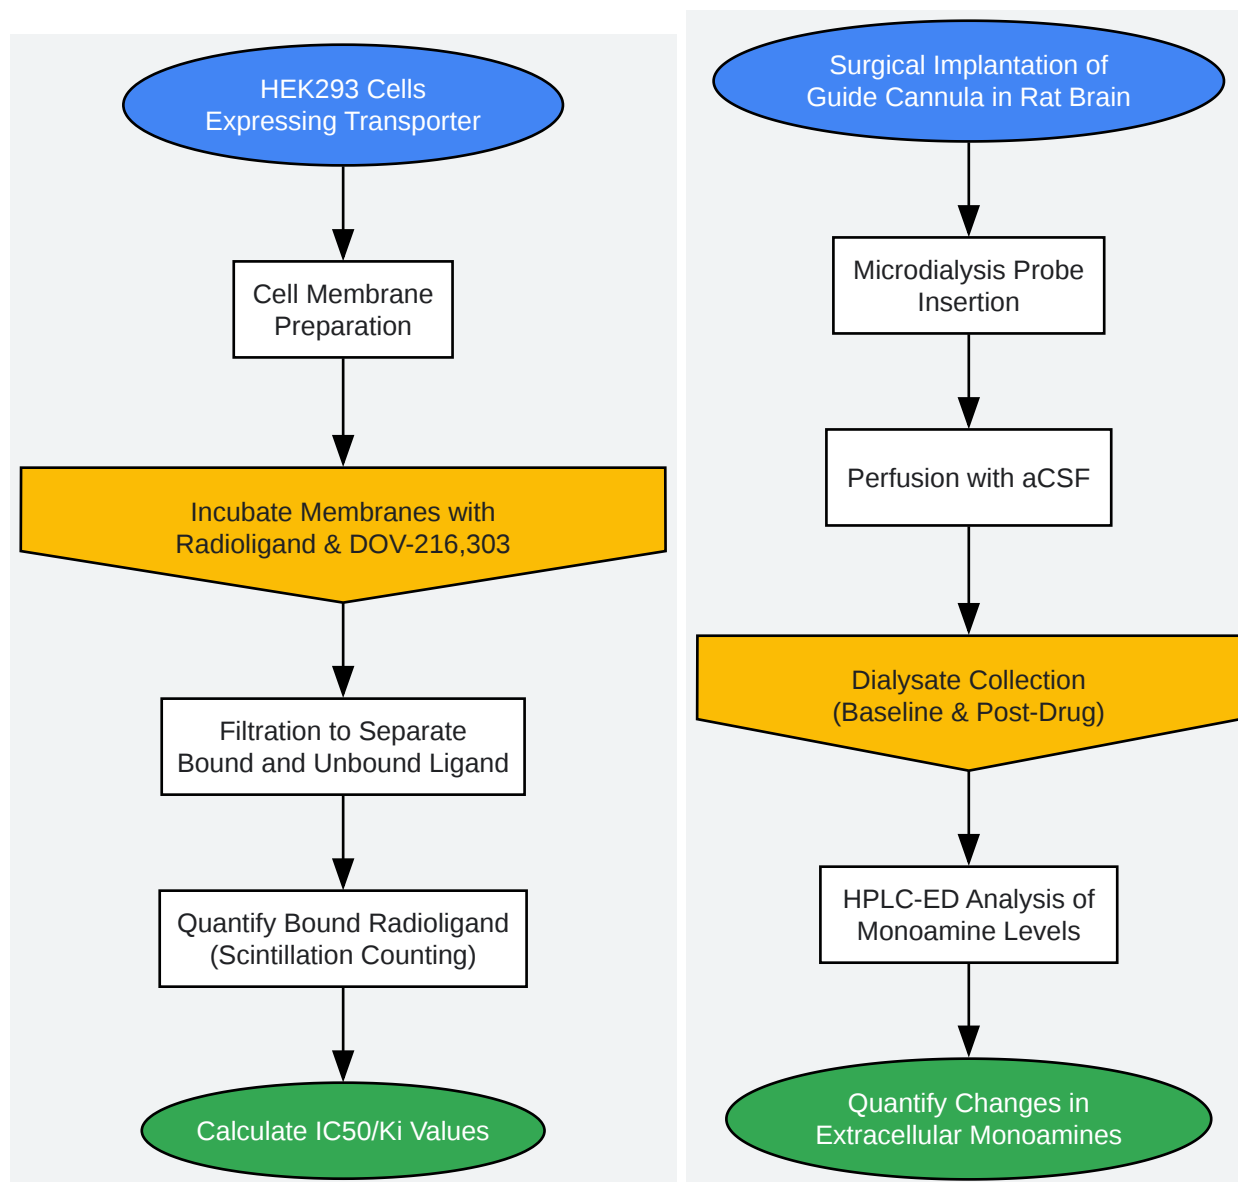 HEK293 Cells
Expressing Transporter
Cell Membrane
Preparation
Incubate Membranes with
Radioligand & DOV-216,303
Filtration to Separate
Bound and Unbound Ligand
Quantify Bound Radioligand
(Scintillation Counting)
Calculate IC50/Ki Values
Surgical Implantation of
Guide Cannula in Rat Brain
Microdialysis Probe
Insertion
Perfusion with aCSF
Dialysate Collection
(Baseline & Post-Drug)
HPLC-ED Analysis of
Monoamine Levels
Quantify Changes in
Extracellular Monoamines